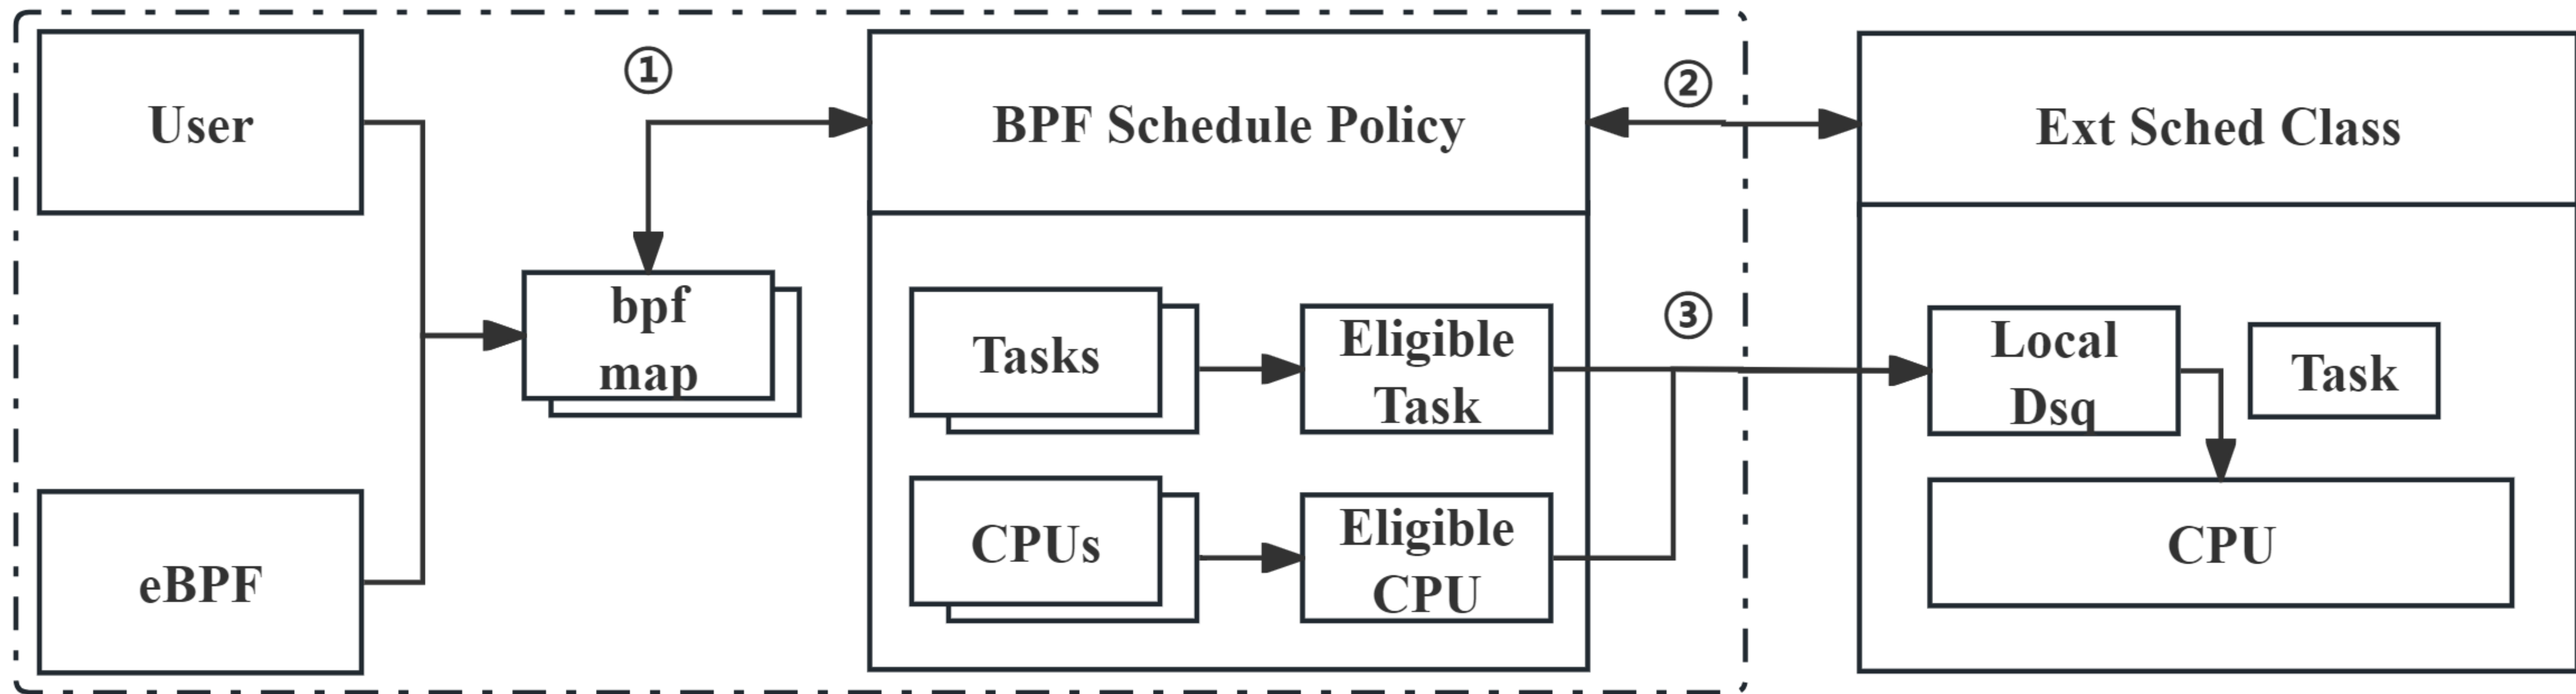 User
①
BPF Schedule Policy
②
Ext Sched Class
bpf
map
Tasks
Eligible
Task
③
Local
Dsq
Task
eBPF
CPUs
Eligible
CPU
CPU